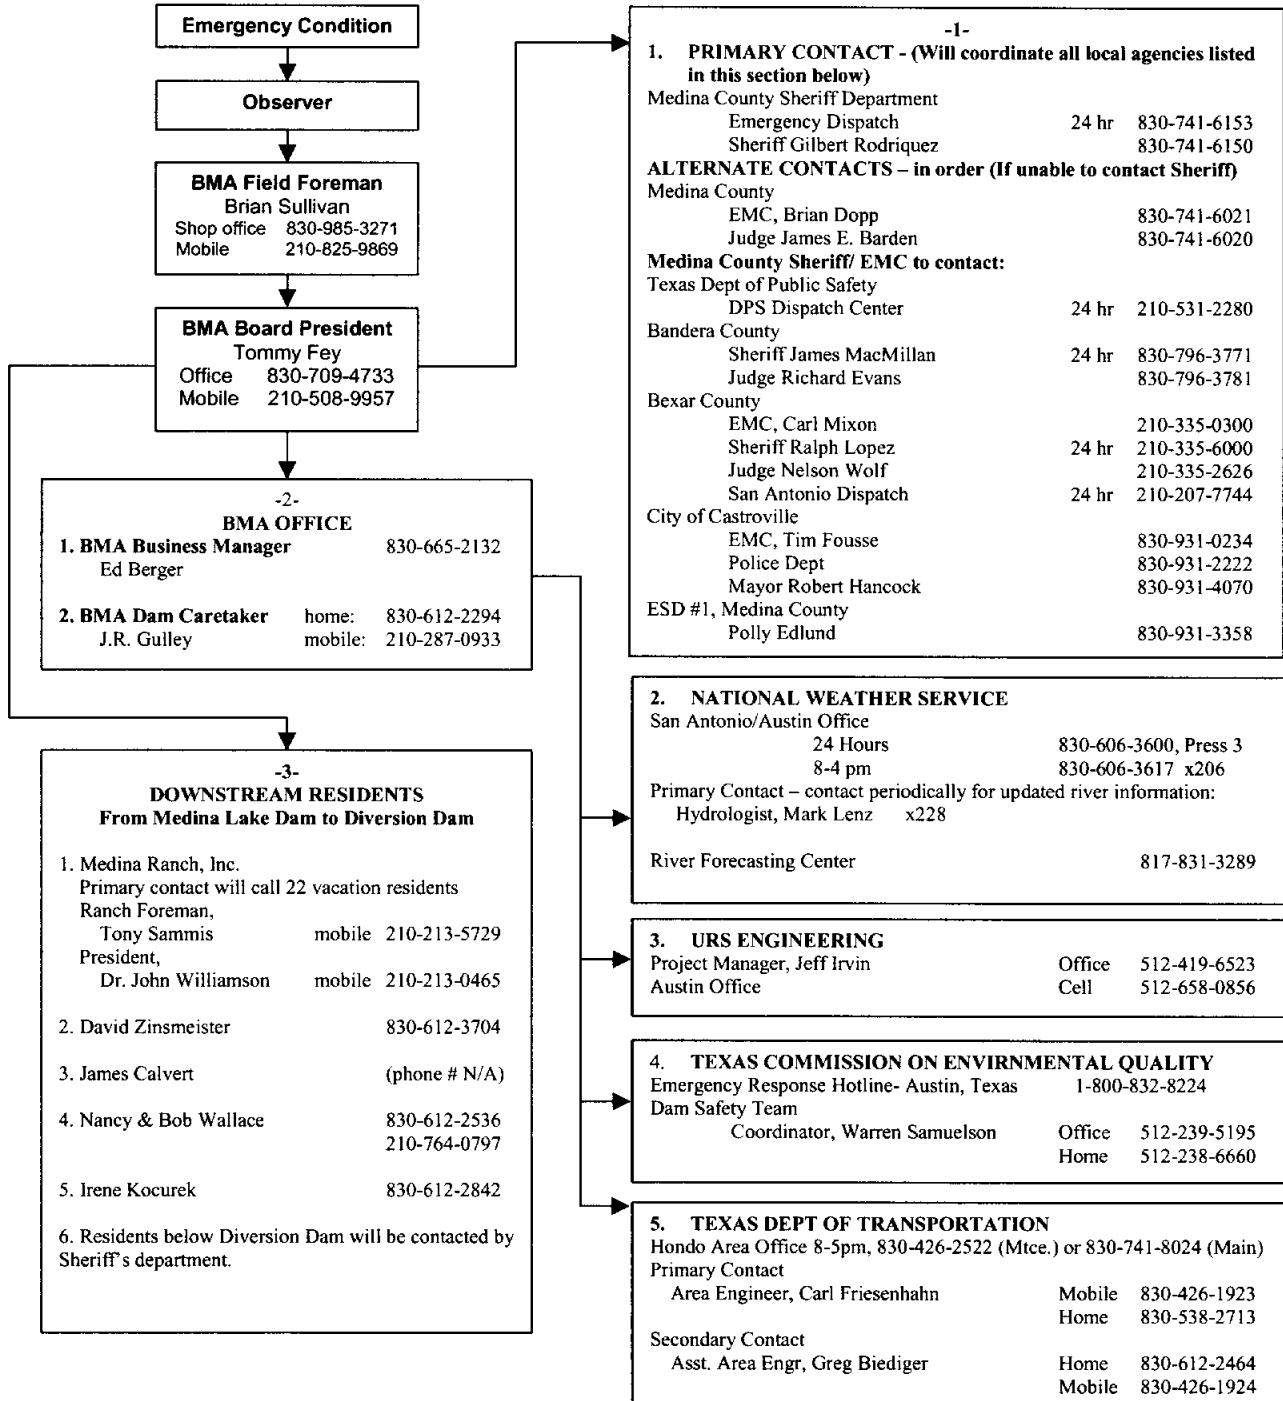 Emergency Condition
Observer
BMA Field Foreman
Brian Sullivan
Shop office 830-985-3271
Mobile 210-825-9869
BMA Board President
Tommy Fey
Office 830-709-4733
Mobile 210-508-9957
-1-
1. PRIMARY CONTACT - (Will coordinate all local agencies listed
in this section below)
Medina County Sheriff Department
Emergency Dispatch 24 hr 830-741-6153
Sheriff Gilbert Rodriquez 830-741-6150
ALTERNATE CONTACTS – in order (If unable to contact Sheriff)
Medina County
EMC, Brian Dopp 830-741-6021
Judge James E. Barden 830-741-6020
Medina County Sheriff/ EMC to contact:
Texas Dept of Public Safety
DPS Dispatch Center 24 hr 210-531-2280
Bandera County
Sheriff James MacMillan 24 hr 830-796-3771
Judge Richard Evans 830-796-3781
Bexar County
EMC, Carl Mixon 210-335-0300
Sheriff Ralph Lopez 24 hr 210-335-6000
Judge Nelson Wolf 210-335-2626
San Antonio Dispatch 24 hr 210-207-7744
City of Castroville
EMC, Tim Fousse 830-931-0234
Police Dept 830-931-2222
Mayor Robert Hancock 830-931-4070
ESD #1, Medina County
Polly Edlund 830-931-3358
-2-
BMA OFFICE
1. BMA Business Manager 830-665-2132
Ed Berger
2. BMA Dam Caretaker home: 830-612-2294
J.R. Gulley mobile: 210-287-0933
2. NATIONAL WEATHER SERVICE
San Antonio/Austin Office
24 Hours 830-606-3600, Press 3
8-4 pm 830-606-3617 x206
Primary Contact – contact periodically for updated river information:
Hydrologist, Mark Lenz x228
River Forecasting Center 817-831-3289
-3-
DOWNSTREAM RESIDENTS
From Medina Lake Dam to Diversion Dam
1. Medina Ranch, Inc.
Primary contact will call 22 vacation residents
Ranch Foreman,
Tony Sammis mobile 210-213-5729
President,
Dr. John Williamson mobile 210-213-0465
2. David Zinsmeister 830-612-3704
3. James Calvert (phone # N/A)
4. Nancy & Bob Wallace 830-612-2536
210-764-0797
5. Irene Kocurek 830-612-2842
6. Residents below Diversion Dam will be contacted by
Sheriff's department.
3. URS ENGINEERING
Project Manager, Jeff Irvin Office 512-419-6523
Austin Office Cell 512-658-0856
4. TEXAS COMMISSION ON ENVIRNMENTAL QUALITY
Emergency Response Hotline- Austin, Texas 1-800-832-8224
Dam Safety Team
Coordinator, Warren Samuelson Office 512-239-5195
Home 512-238-6660
5. TEXAS DEPT OF TRANSPORTATION
Hondo Area Office 8-5pm, 830-426-2522 (Mtce.) or 830-741-8024 (Main)
Primary Contact
Area Engineer, Carl Friesenhahn Mobile 830-426-1923
Home 830-538-2713
Secondary Contact
Asst. Area Engr, Greg Biediger Home 830-612-2464
Mobile 830-426-1924